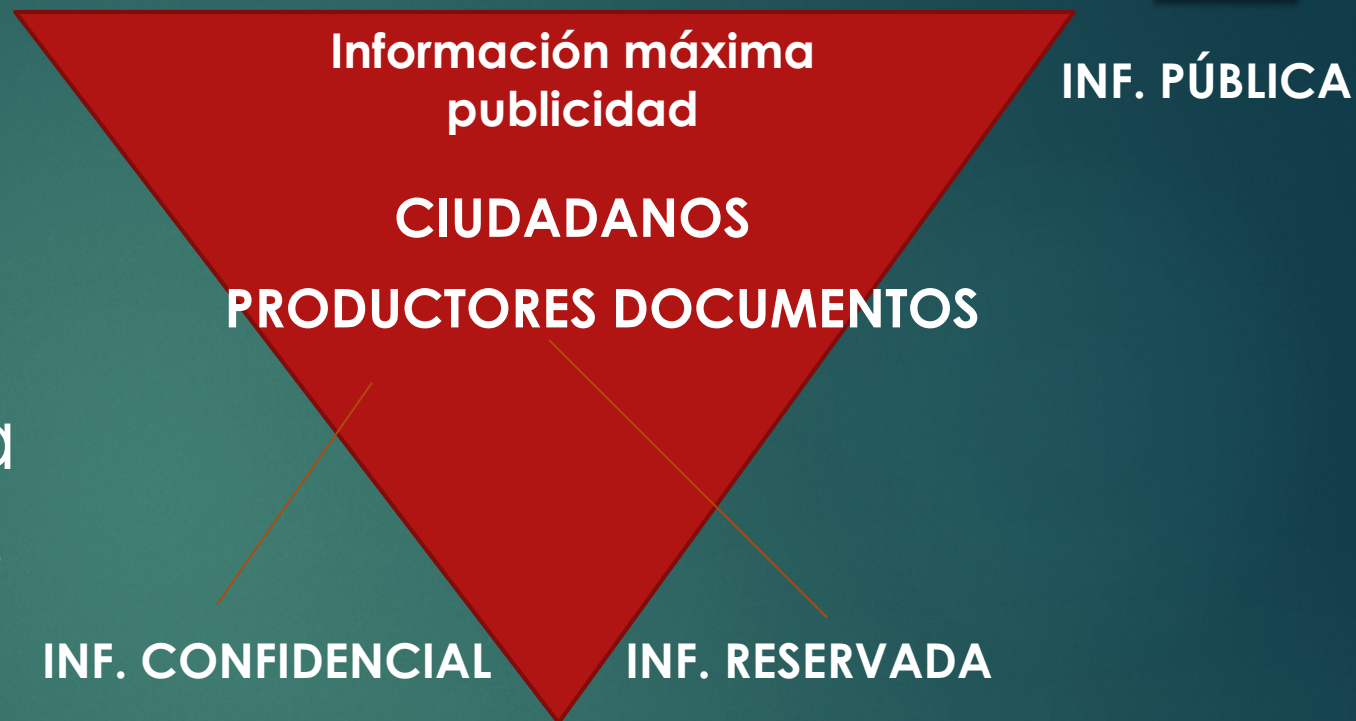 Información máxima
publicidad
INF. PÚBLICA
CIUDADANOS
PRODUCTORES DOCUMENTOS
a
INF. CONFIDENCIAL
INF. RESERVADA